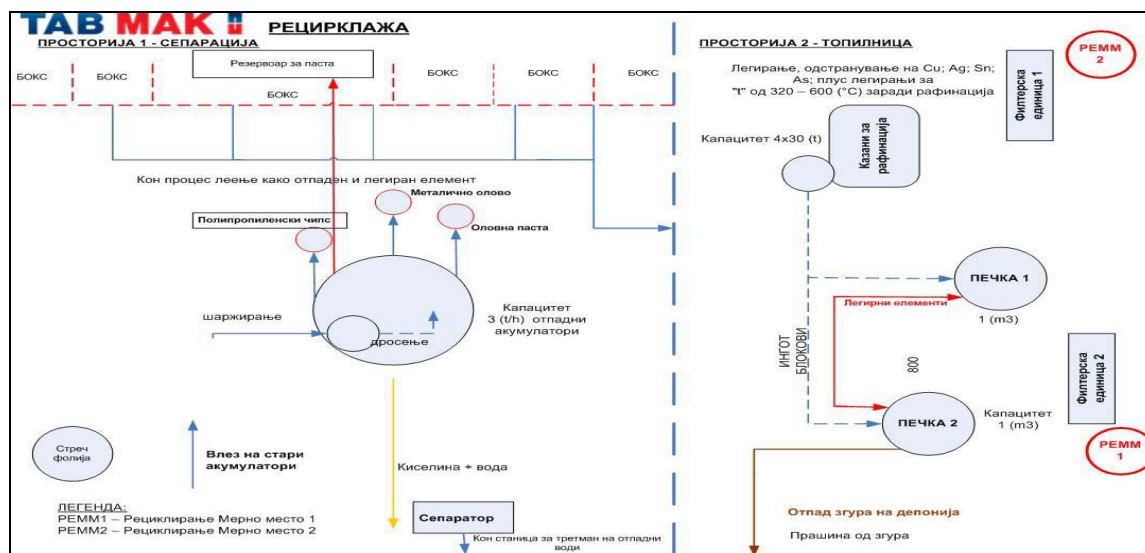 TAB MAK
РЕЦИРКЛАЖА
ПРОСТОРИЈА 1 - СЕПАРАЦИЈА
БОКС
БОКС
Резервоар за паста
БОКС
БОКС
БОКС
БОКС
Кон процес леење како отпаден и легиран елемент
Металично олово
Полипропиленски чипс
Оловна паста
шаржирање
дросење
Капацитет
3 (t/h) отпадни
акумулатори
Стреч
фолија
Влез на стари
акумулатори
Киселина + вода
ЛЕГЕНДА:
РЕММ1 – Рециклирање Мерно место 1
РЕММ2 – Рециклирање Мерно место 2
Сепаратор
Кон станица за третман на отпадни
води
ПРОСТОРИЈА 2 - ТОПИЛНИЦА
РЕММ
2
Легирање, одстранување на Cu; Ag; Sn;
As; плус легирањи за
"t" од 320 – 600 (°C) заради рафинација
Филтерска
единица 1
Капацитет 4x30 (t)
Казани за
рафинација
ПЕЧКА 1
Легирни елементи
1 (m3)
ИНГОТ
БЛОКОВИ
800
Филтерска
единица 2
ПЕЧКА 2
Капацитет
1 (m3)
РЕММ
1
Отпад згура на депонија
Прашина од згура